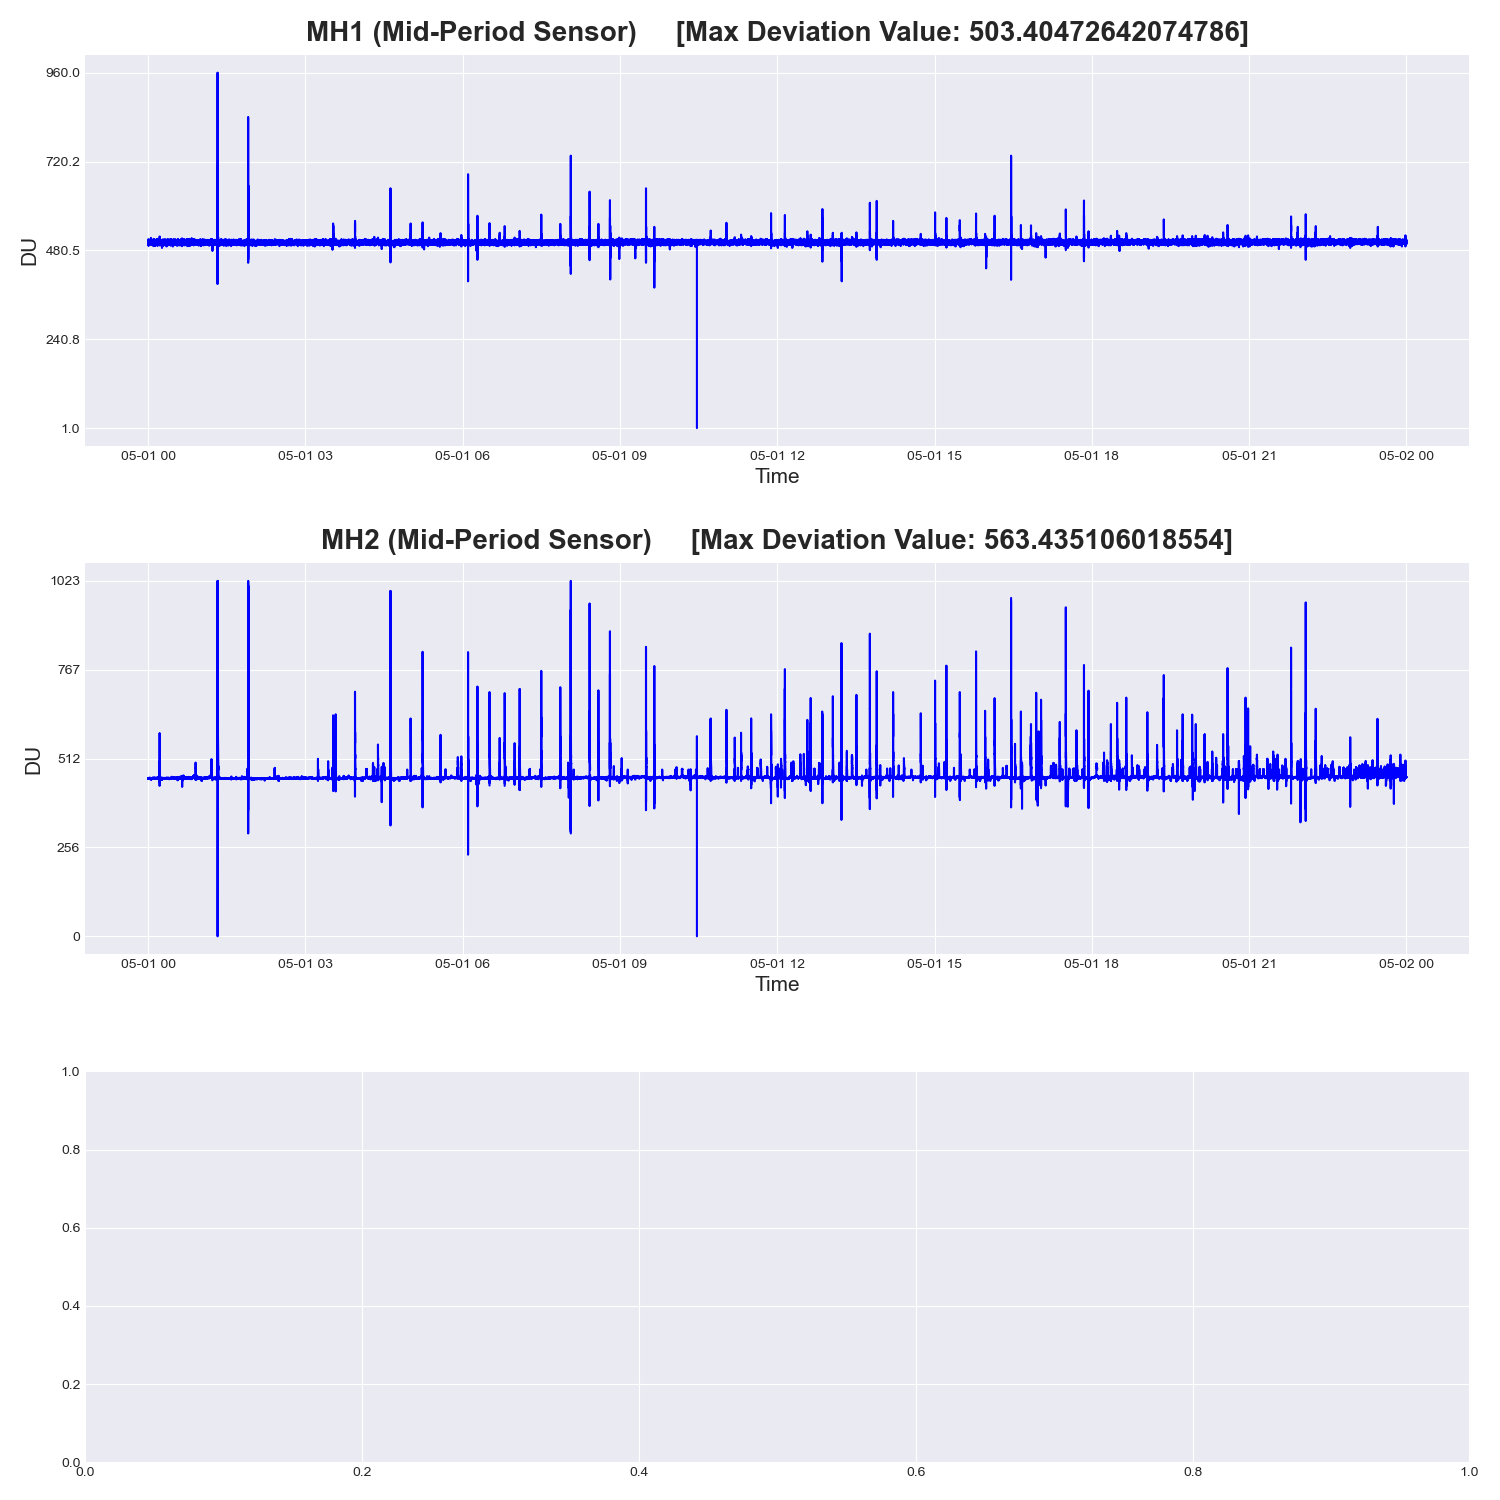 MH1 (Mid-Period Sensor) [Max Deviation Value: 503.40472642074786]
960.0
720.2
480.5
240.8
1.0
DU
05-01 00 05-01 03 05-01 06 05-01 09 05-01 12 05-01 15 05-01 18 05-01 21 05-02 00
Time
MH2 (Mid-Period Sensor) [Max Deviation Value: 563.435106018554]
1023
767
512
256
0
DU
05-01 00 05-01 03 05-01 06 05-01 09 05-01 12 05-01 15 05-01 18 05-01 21 05-02 00
Time
1.0
0.8
0.6
0.4
0.2
0.0
0.0 0.2 0.4 0.6 0.8 1.0